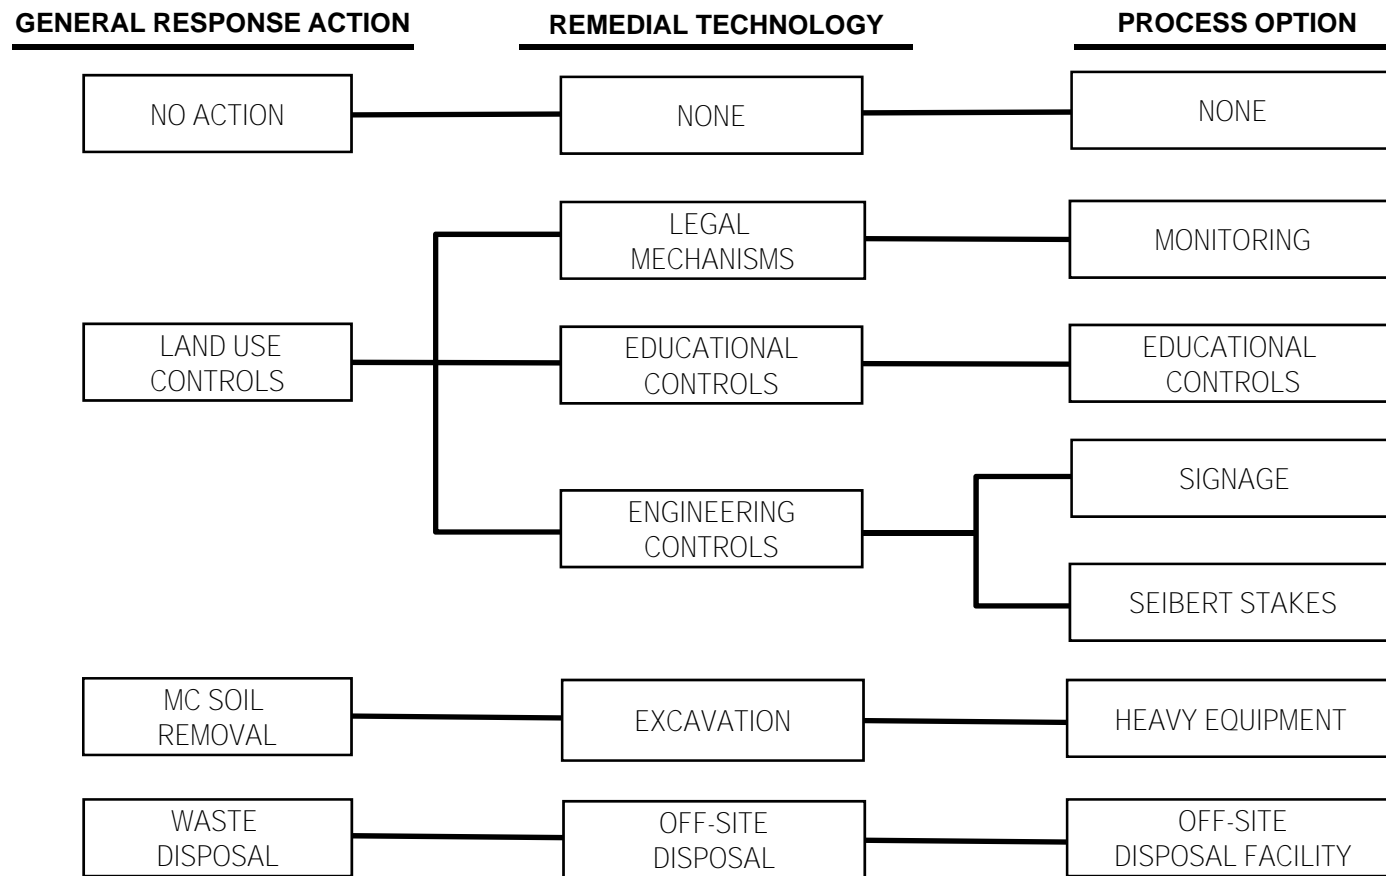 GENERAL RESPONSE ACTION
REMEDIAL TECHNOLOGY
PROCESS OPTION
NO ACTION
NONE
NONE
LEGAL
MECHANISMS
MONITORING
LAND USE
CONTROLS
EDUCATIONAL
CONTROLS
EDUCATIONAL
CONTROLS
ENGINEERING
CONTROLS
SIGNAGE
SEIBERT STAKES
MC SOIL
REMOVAL
EXCAVATION
HEAVY EQUIPMENT
WASTE
DISPOSAL
OFF-SITE
DISPOSAL
OFF-SITE
DISPOSAL FACILITY